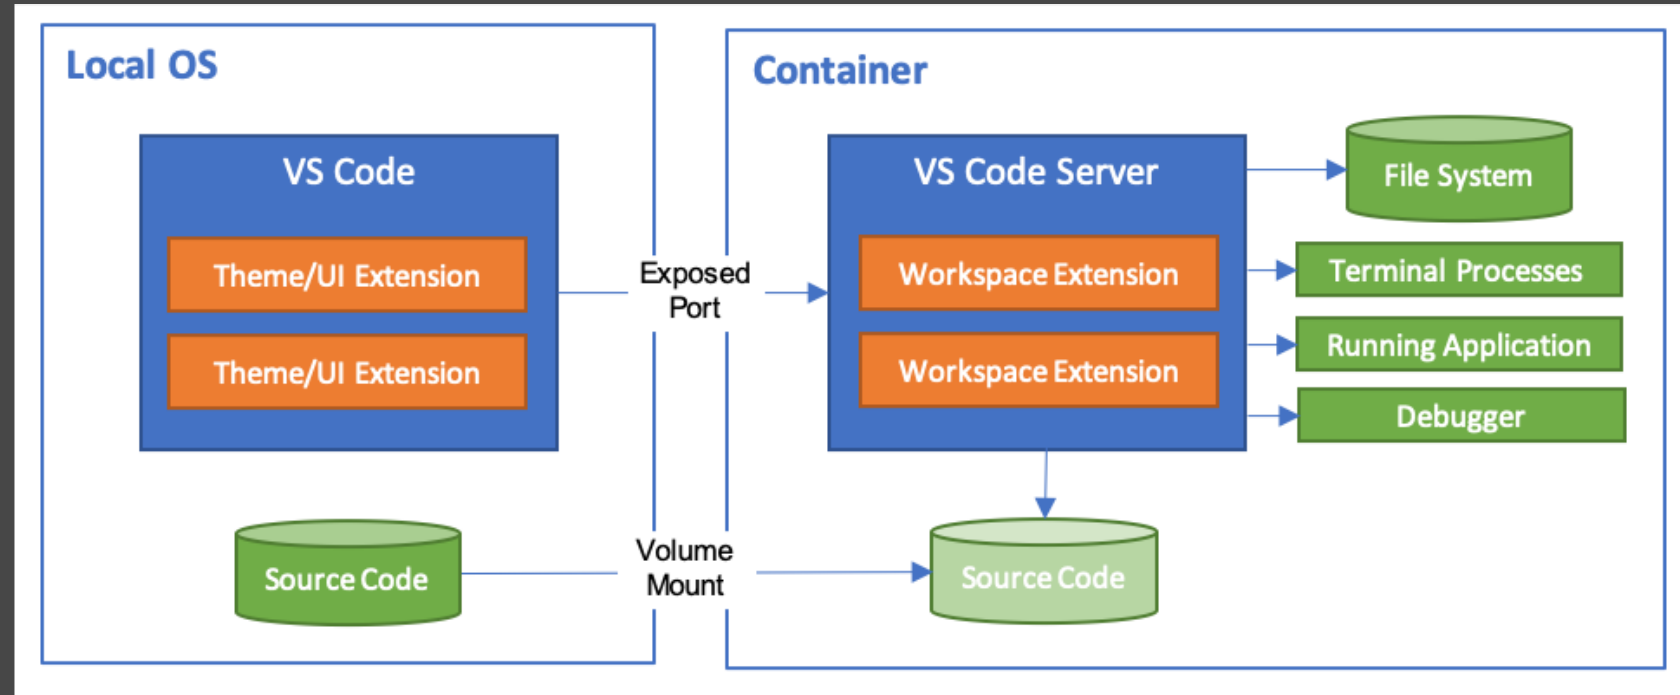 Local OS
VS Code
Theme/UI Extension
Theme/UI Extension
Source Code
Exposed
Port
Volume
Mount
Container
VS Code Server
Workspace Extension
Workspace Extension
Source Code
File System
Terminal Processes
Running Application
Debugger